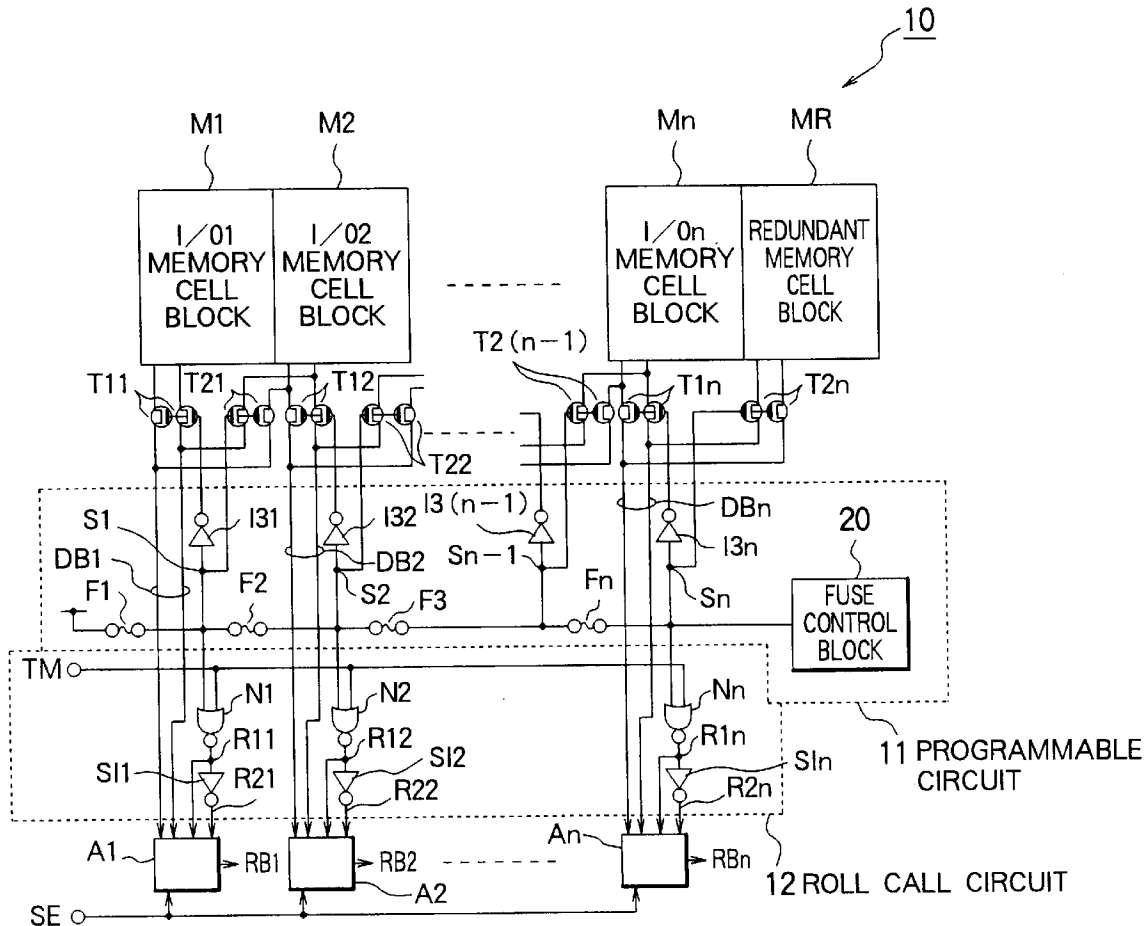 10
M1
M2
Mn
MR
I/01
MEMORY
CELL
BLOCK
I/02
MEMORY
CELL
BLOCK
I/0n
MEMORY
CELL
BLOCK
REDUNDANT
MEMORY
CELL
BLOCK
T11
T21
T12
T2(n-1)
T1n
T2n
T22
S1
I31
I32
I3(n-1)
DBn
20
I3n
DB1
DB2
Sn-1
F1
F2
S2
F3
Fn
Sn
FUSE
CONTROL
BLOCK
TM
N1
N2
Nn
R11
R12
R1n
11 PROGRAMMABLE
CIRCUIT
SI1
SI2
SIn
R21
R22
R2n
A1
RB1
RB2
An
RBn
A2
12 ROLL CALL CIRCUIT
SE